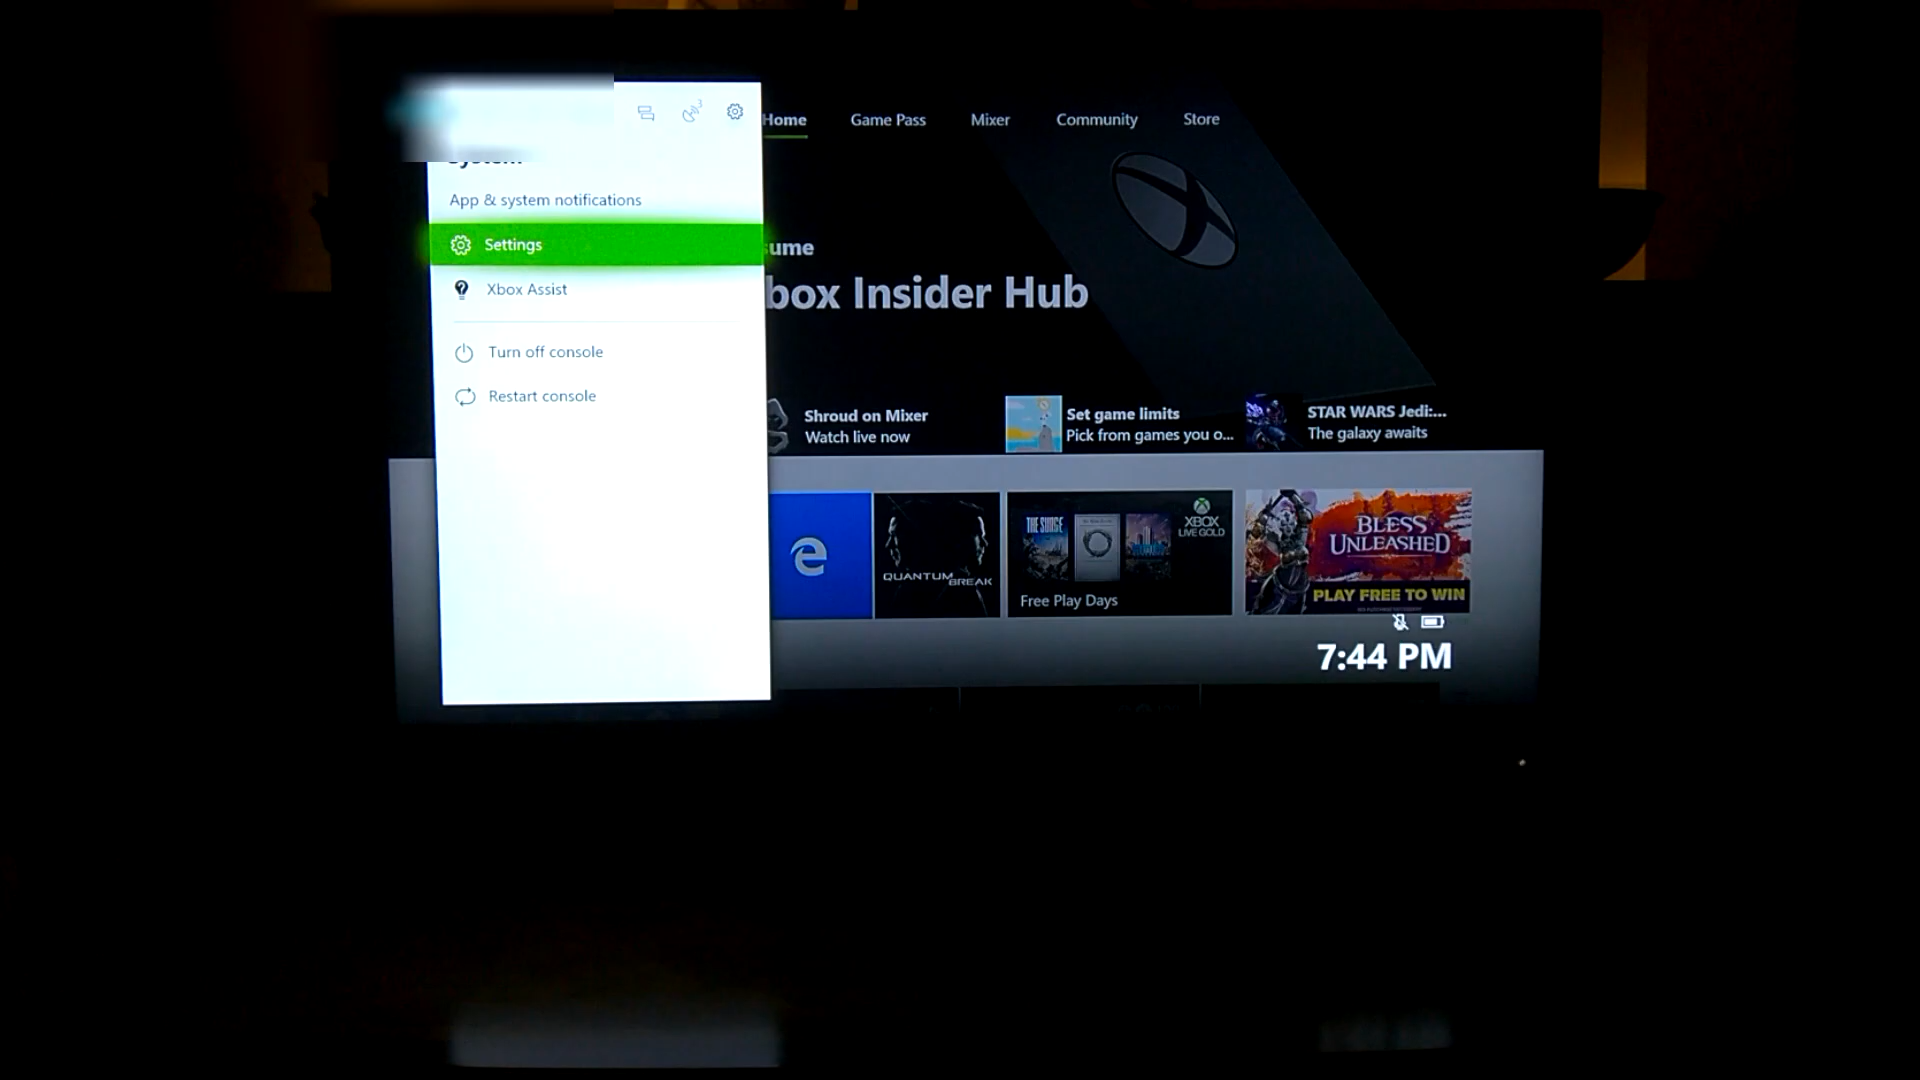 Home
Game Pass
Mixer
Community
Store
System
App & system notifications
Settings
Xbox Assist
Turn off console
Restart console
ume
box Insider Hub
Shroud on Mixer
Watch live now
Set game limits
Pick from games you o...
STAR WARS Jedi:...
The galaxy awaits
QUANTUM BREAK
THE SURGE
XBOX
LIVE GOLD
Free Play Days
BLESS
UNLEASHED
PLAY FREE TO WIN
7:44 PM